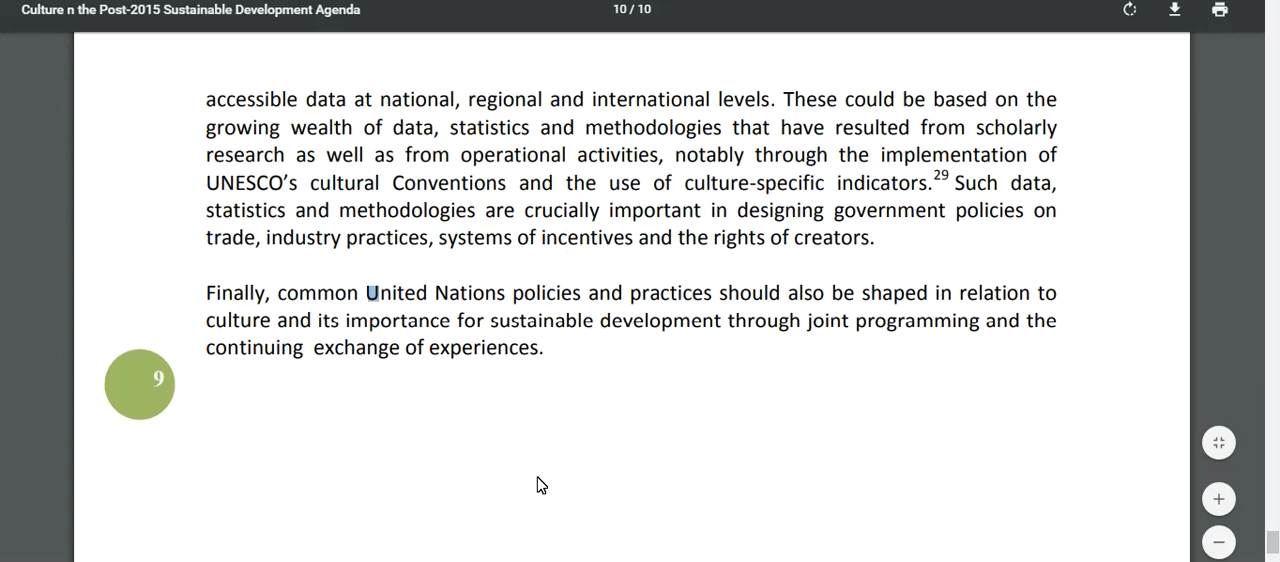 Culture n the Post-2015 Sustainable Development Agenda
10 / 10
accessible data at national, regional and international levels. These could be based on the
growing wealth of data, statistics and methodologies that have resulted from scholarly
research as well as from operational activities, notably through the implementation of
UNESCO’s cultural Conventions and the use of culture-specific indicators.29 Such data,
statistics and methodologies are crucially important in designing government policies on
trade, industry practices, systems of incentives and the rights of creators.
Finally, common United Nations policies and practices should also be shaped in relation to
culture and its importance for sustainable development through joint programming and the
continuing exchange of experiences.
9